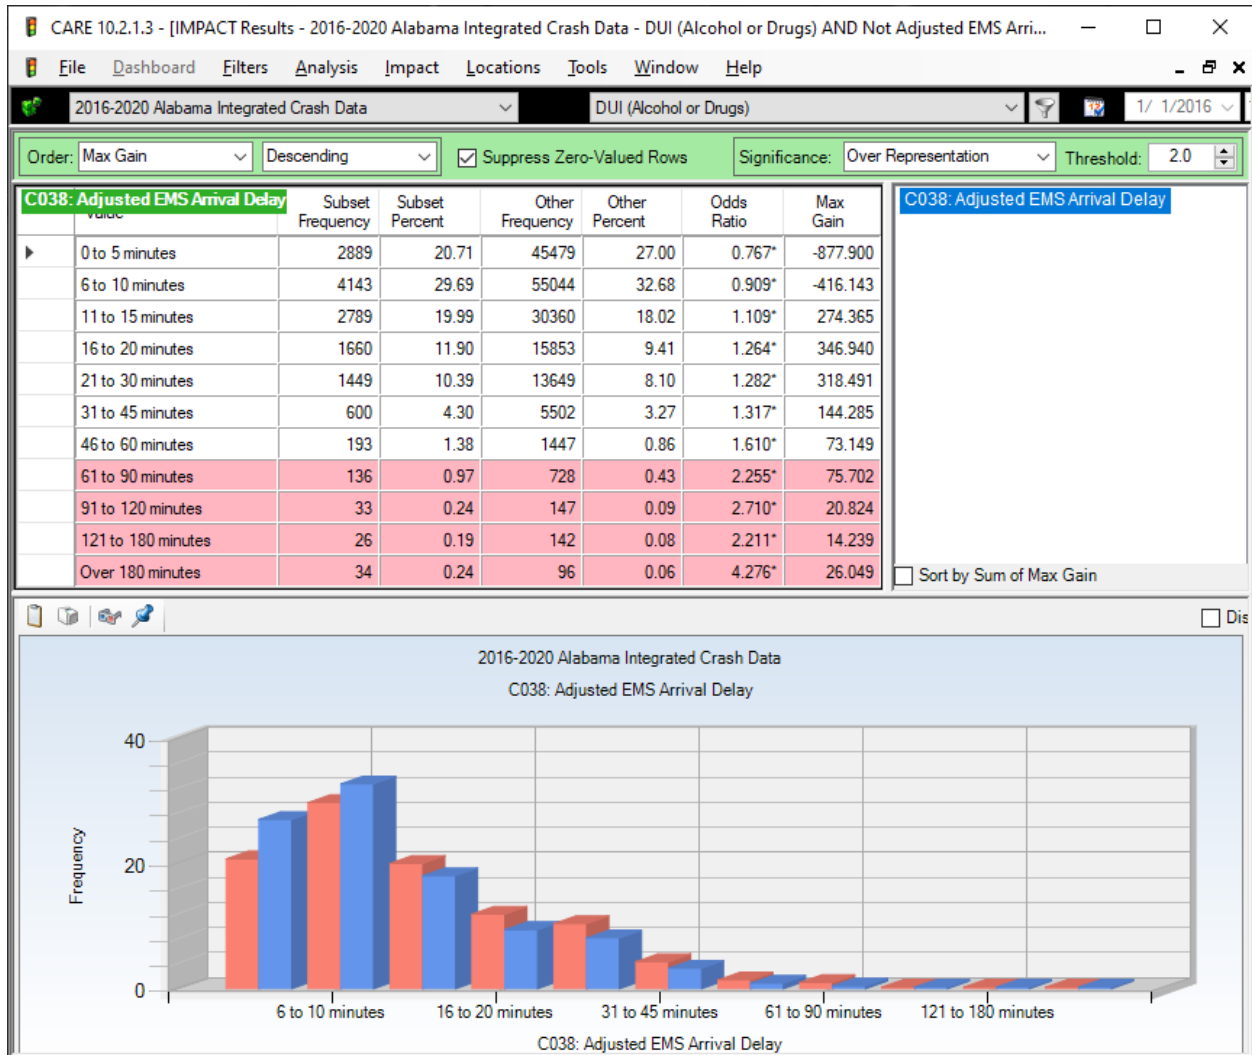 CARE 10.2.1.3 - [IMPACT Results - 2016-2020 Alabama Integrated Crash Data - DUI (Alcohol or Drugs) AND Not Adjusted EMS Arri...
File Dashboard Filters Analysis Impact Locations Tools Window Help
2016-2020 Alabama Integrated Crash Data DUI (Alcohol or Drugs) 1/ 1/2016
Order: Max Gain Descending Suppress Zero-Valued Rows Significance: Over Representation Threshold: 2.0
C038: Adjusted EMS Arrival Delay Subset Frequency Subset Percent Other Frequency Other Percent Odds Ratio Max Gain
0 to 5 minutes 2889 20.71 45479 27.00 0.767* -877.900
6 to 10 minutes 4143 29.69 55044 32.68 0.909* -416.143
11 to 15 minutes 2789 19.99 30360 18.02 1.109* 274.365
16 to 20 minutes 1660 11.90 15853 9.41 1.264* 346.940
21 to 30 minutes 1449 10.39 13649 8.10 1.282* 318.491
31 to 45 minutes 600 4.30 5502 3.27 1.317* 144.285
46 to 60 minutes 193 1.38 1447 0.86 1.610* 73.149
61 to 90 minutes 136 0.97 728 0.43 2.255* 75.702
91 to 120 minutes 33 0.24 147 0.09 2.710* 20.824
121 to 180 minutes 26 0.19 142 0.08 2.211* 14.239
Over 180 minutes 34 0.24 96 0.06 4.276* 26.049
C038: Adjusted EMS Arrival Delay
Sort by Sum of Max Gain
Dis
2016-2020 Alabama Integrated Crash Data
C038: Adjusted EMS Arrival Delay
Frequency
40
20
0
6 to 10 minutes 16 to 20 minutes 31 to 45 minutes 61 to 90 minutes 121 to 180 minutes
C038: Adjusted EMS Arrival Delay